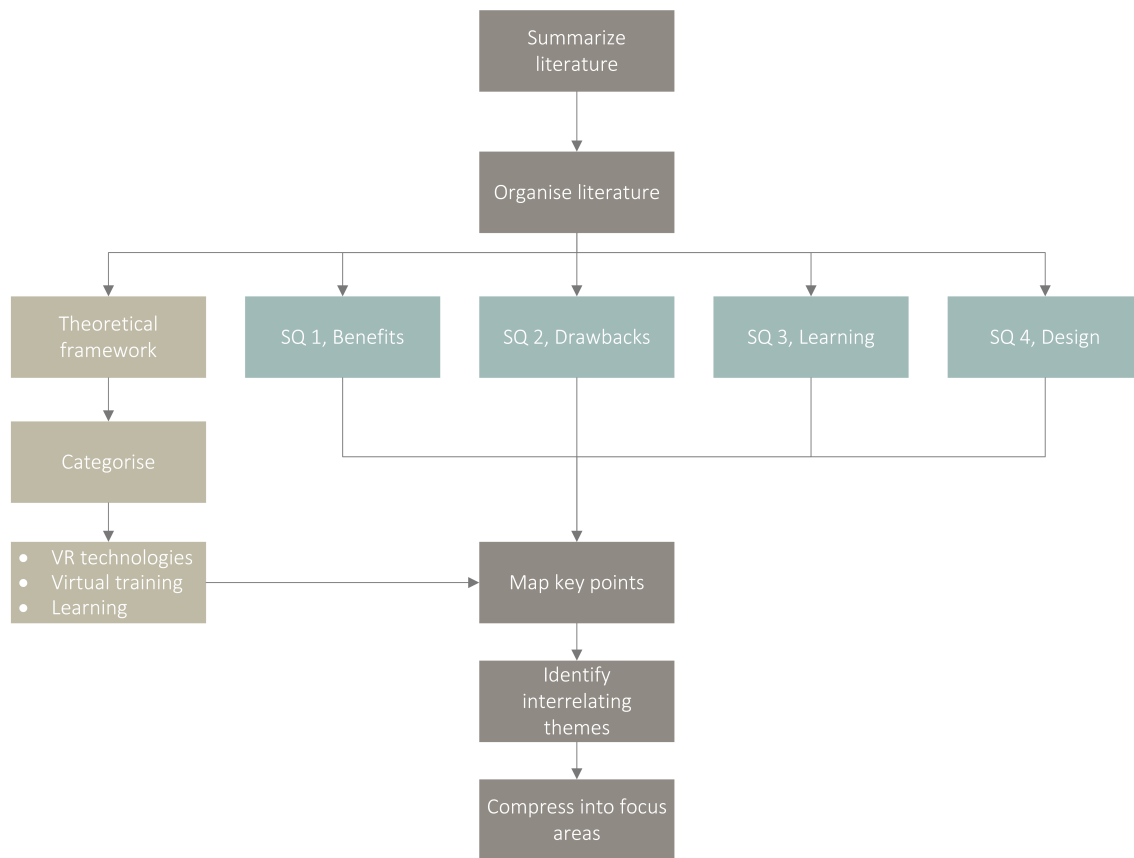 Summarize
literature
Organise literature
Theoretical
framework
SQ 1, Benefits
SQ 2, Drawbacks
SQ 3, Learning
SQ 4, Design
Categorise
• VR technologies
• Virtual training
• Learning
Map key points
Identify
interrelating
themes
Compress into focus
areas